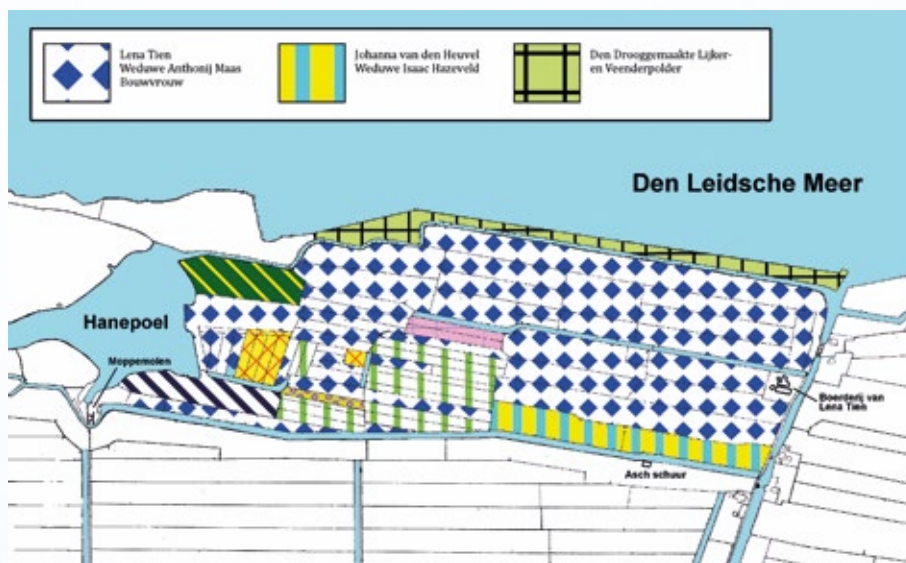 Lena Tien
Weduwe Anthonij Maas
Bouwvrouw
Johanna van den Heuvel
Weduwe Isaac Hazeveld
Den Drooggemaakte Lijker-
en Veenderpolder
Den Leidsche Meer
Hanepoel
Moppemolen
Boerderij van
Lena Tien
Asch schuur